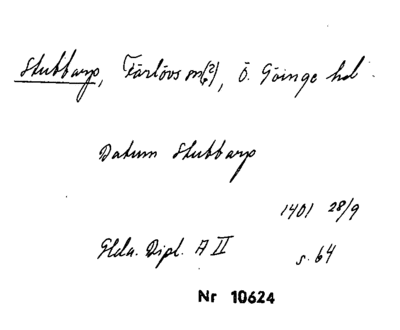 Stubbarp, Färlövs sn(?), Ö. Göinge hd.
Datum Stubbarp
1401 28/9
Glda. Dipl. A II s. 64
Nr 10624